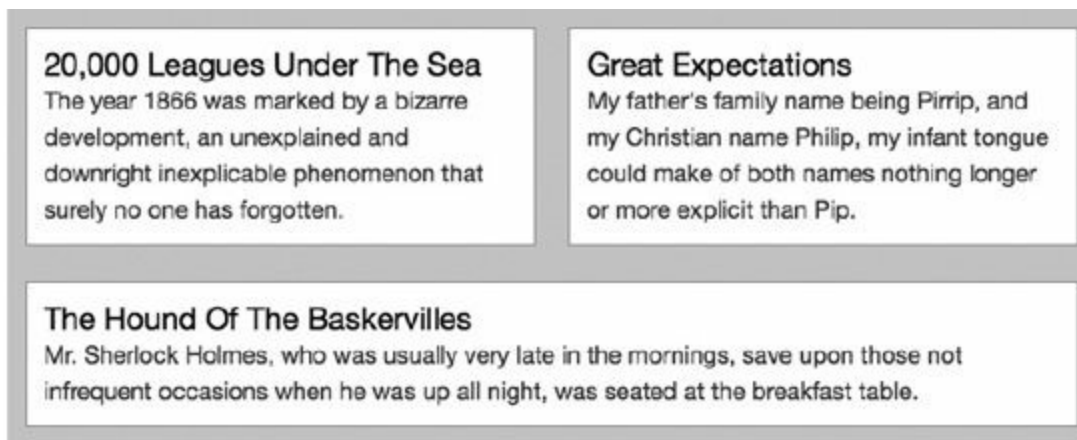 20,000 Leagues Under The Sea
The year 1866 was marked by a bizarre
development, an unexplained and
downright inexplicable phenomenon that
surely no one has forgotten.
Great Expectations
My father's family name being Pirrip, and
my Christian name Philip, my infant tongue
could make of both names nothing longer
or more explicit than Pip.
The Hound Of The Baskervilles
Mr. Sherlock Holmes, who was usually very late in the mornings, save upon those not
infrequent occasions when he was up all night, was seated at the breakfast table.